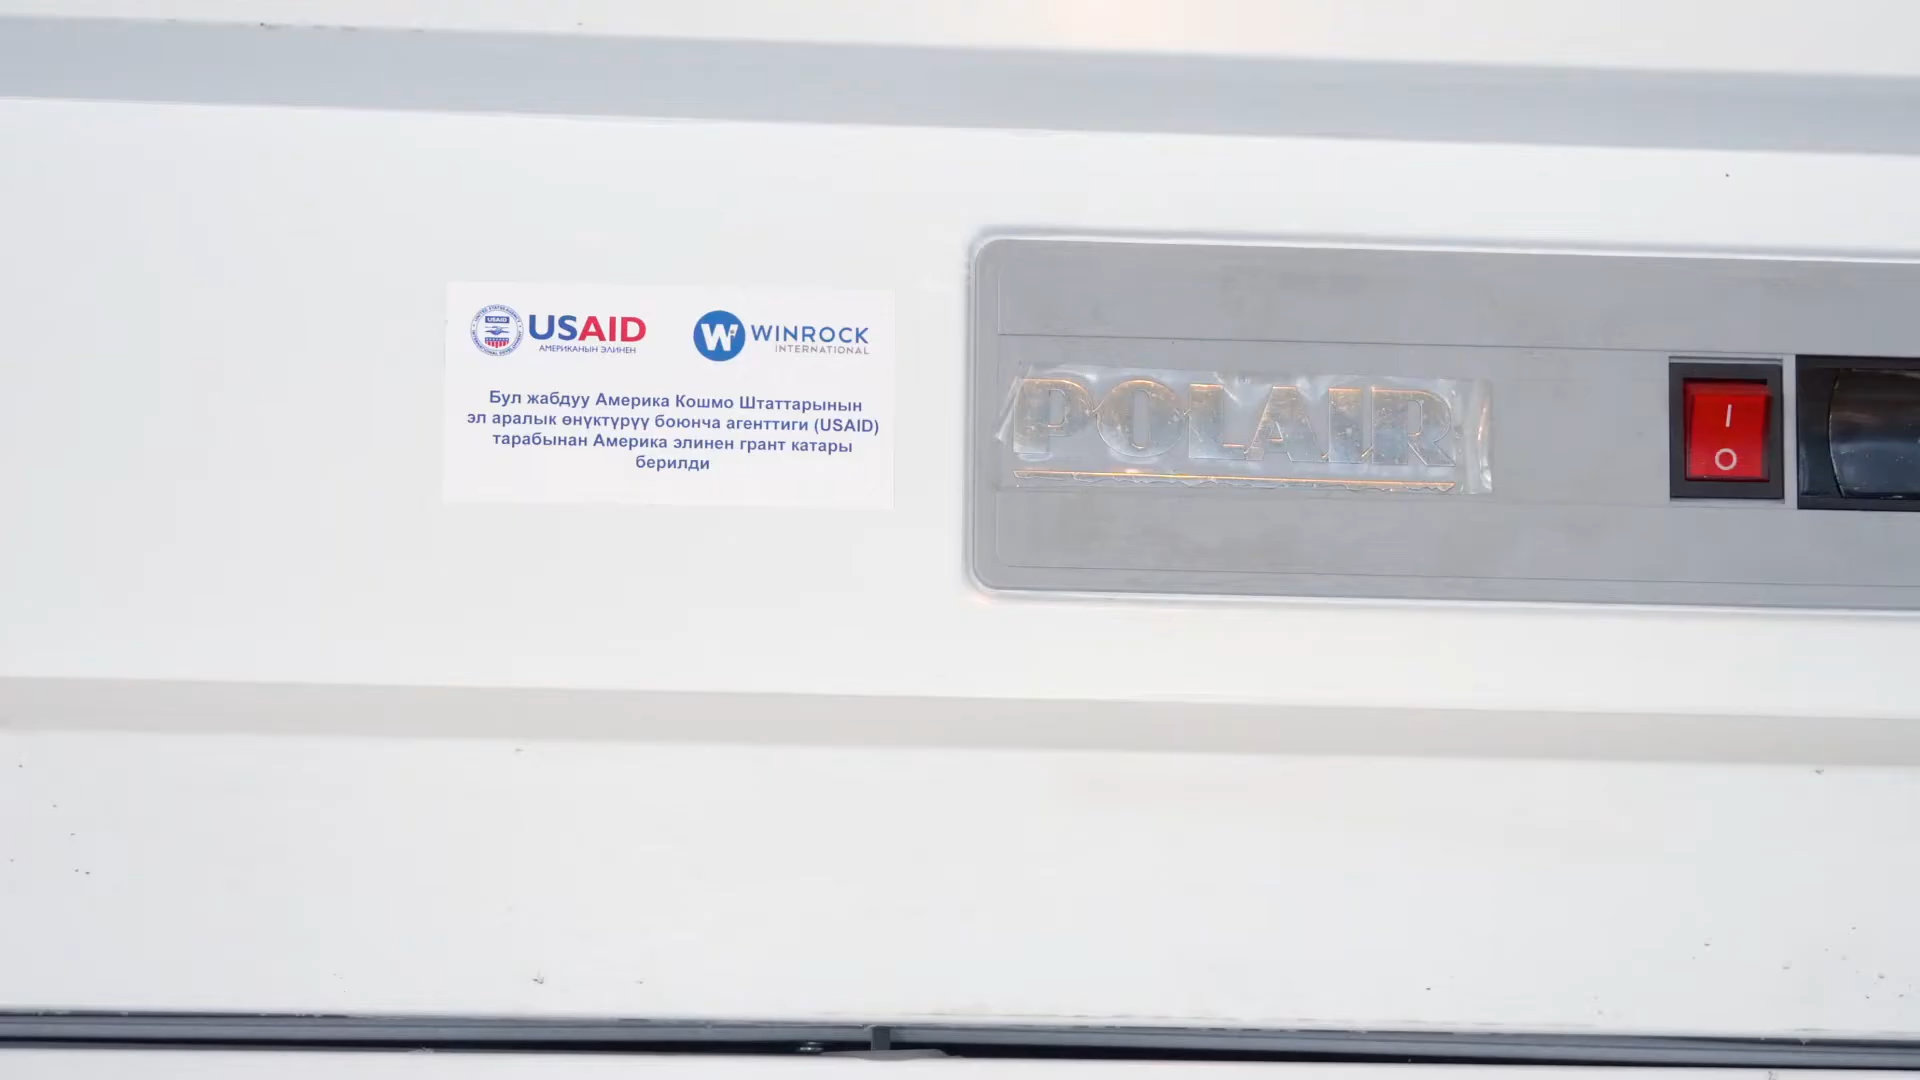 USAID
АМЕРИКАНЫН ЭЛИНЕН
WINROCK
INTERNATIONAL
Бул жабдуу Америка Кошмо Штаттарынын
эл аралык өнүктүрүү боюнча агенттиги (USAID)
тарабынан Америка элинен грант катары
берилди
POLAIR